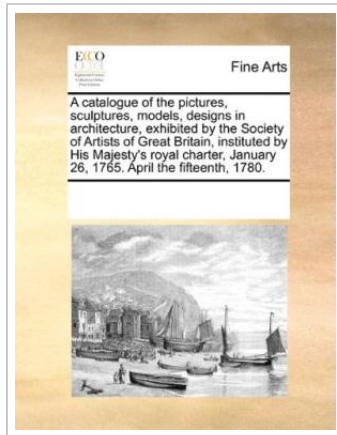 ECCO
Fine Arts
A catalogue of the pictures,
sculptures, models, designs in
architecture, exhibited by the Society
of Artists of Great Britain, instituted by
His Majesty's royal charter, January
26, 1765. April the fifteenth, 1780.